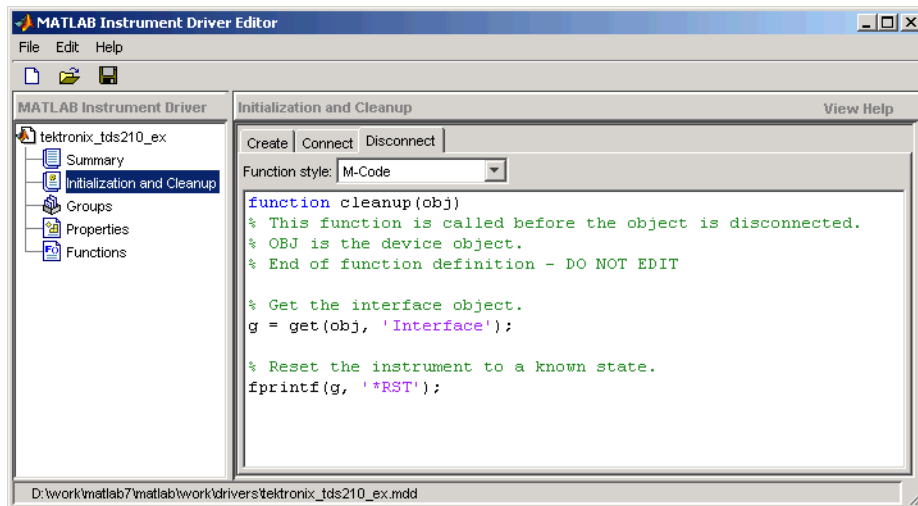 MATLAB Instrument Driver Editor
File Edit Help
MATLAB Instrument Driver
Initialization and Cleanup
View Help
tektronix_tds210_ex
Summary
Initialization and Cleanup
Groups
Properties
Functions
Create Connect Disconnect
Function style: M-Code
function cleanup(obj)
% This function is called before the object is disconnected.
% OBJ is the device object.
% End of function definition - DO NOT EDIT
% Get the interface object.
g = get(obj, 'Interface');
% Reset the instrument to a known state.
fprintf(g, '*RST');
D:\work\matlab7\matlab\work\drivers\tektronix_tds210_ex.mdd